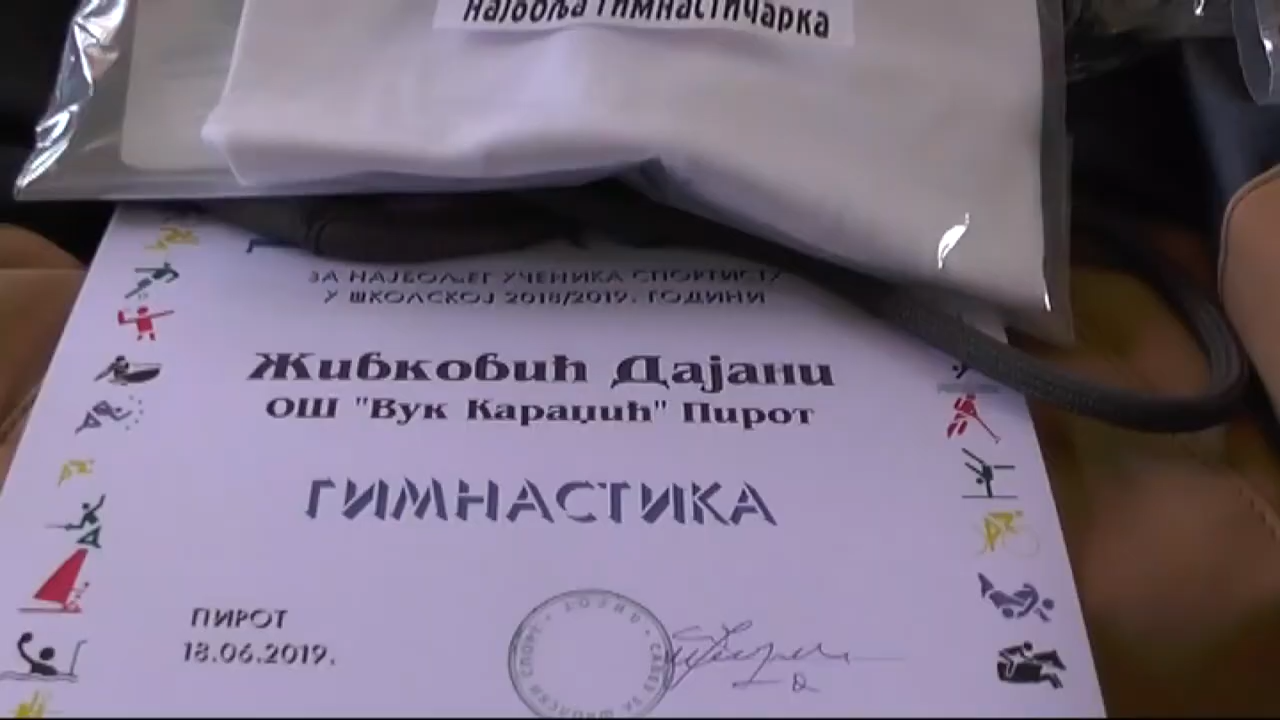 најбоља гимнастичарка
ЗА НАЈБОЉЕГ УЧЕНИКА СПОРТИСТУ
У ШКОЛСКОЈ 2018/2019. ГОДИНИ
Живковић Дајани
ОШ "Вук Караџић" Пирот
ГИМНАСТИКА
ПИРОТ
18.06.2019.